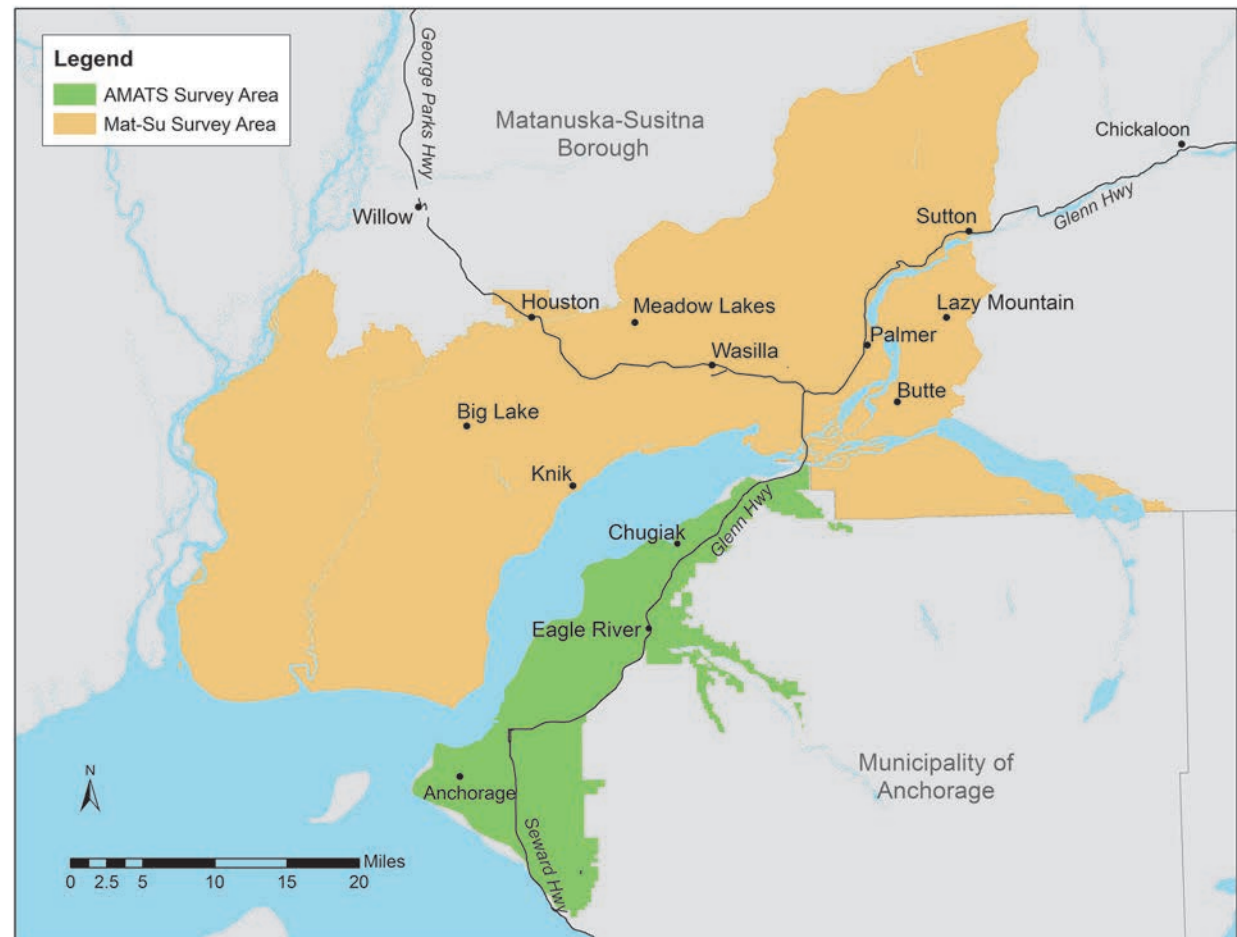 Legend
AMATS Survey Area
Mat-Su Survey Area
George Parks Hwy
Matanuska-Susitna
Borough
Chickaloon
Willow
Glenn Hwy
Sutton
Houston
Meadow Lakes
Lazy Mountain
Palmer
Wasilla
Butte
Big Lake
Knik
Glenn Hwy
Chugiak
Eagle River
Municipality of
Anchorage
N
Anchorage
Seward Hwy
Miles
0 2.5 5 10 15 20